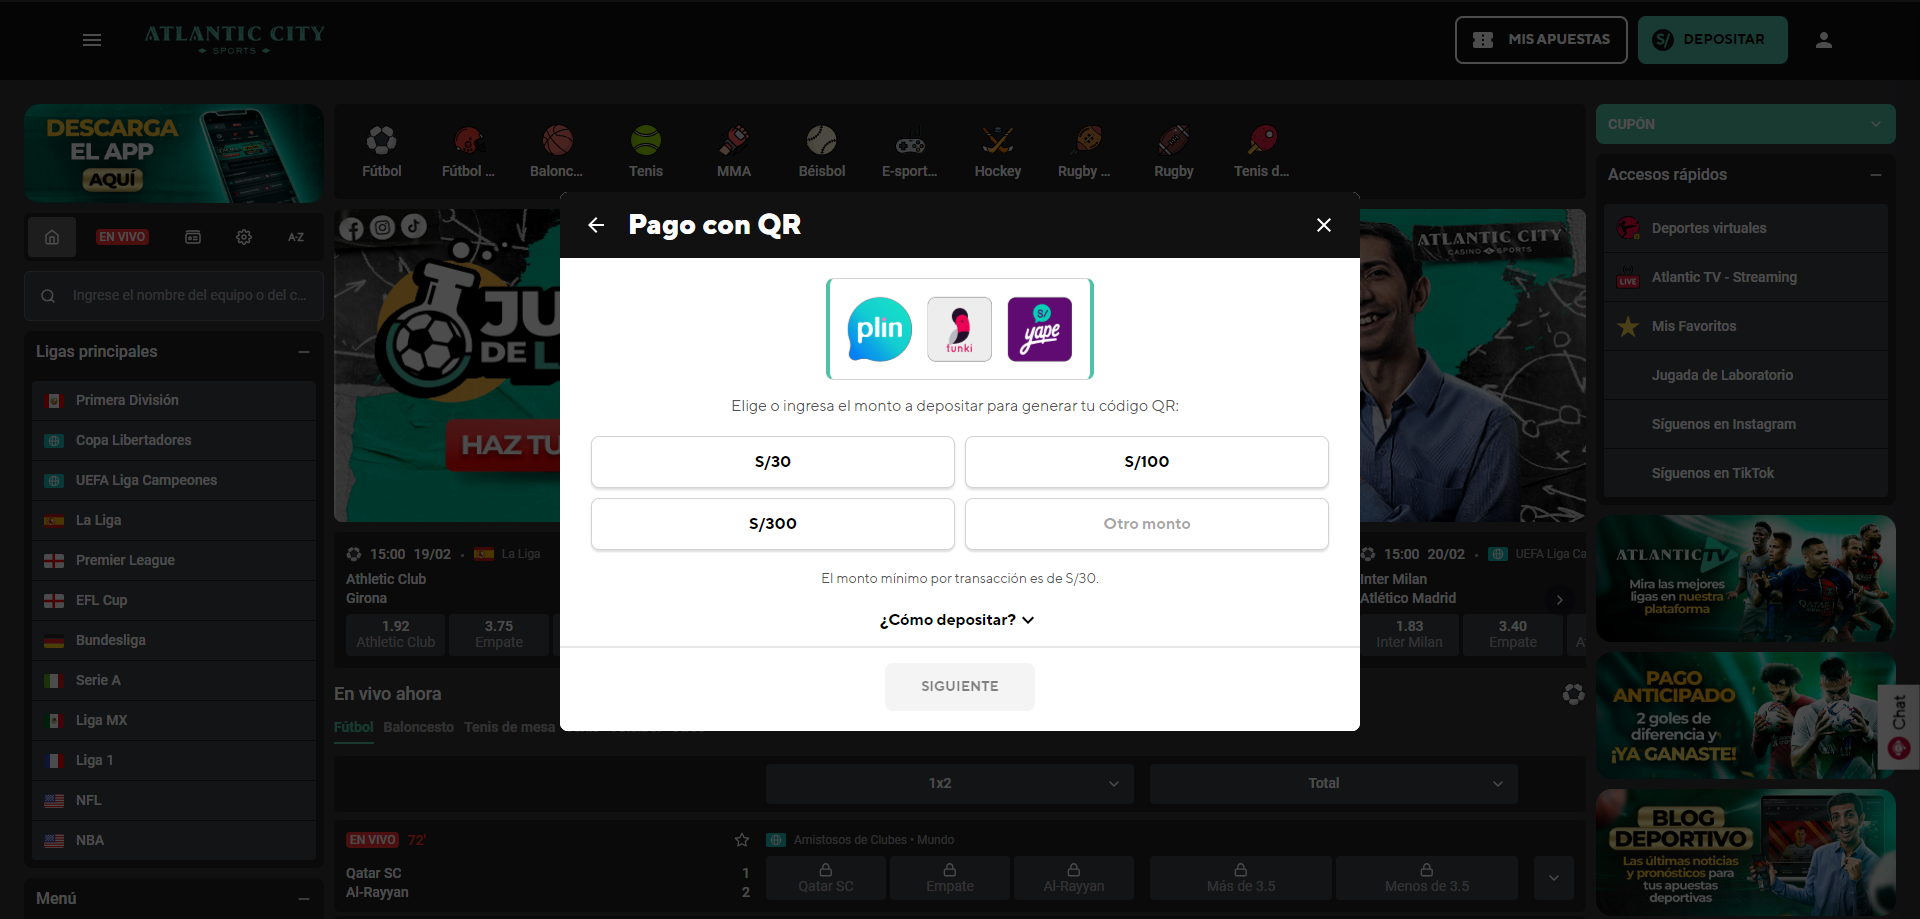 ATLANTIC CITY
SPORTS
MIS APUESTAS
S/ DEPOSITAR
DESCARGA
EL APP
AQUÍ
Fútbol
Fútbol ...
Balonc...
Tenis
MMA
Béisbol
E-sport...
Hockey
Rugby ...
Rugby
Tenis d...
CUPÓN
EN VIVO
A-Z
Ingrese el nombre del equipo o del c...
Ligas principales
Primera División
Copa Libertadores
UEFA Liga Campeones
La Liga
Premier League
EFL Cup
Bundesliga
Serie A
Liga MX
Liga 1
NFL
NBA
Menú
JU
DE L
HAZ TU
ATLANTIC CITY
CASINO SPORTS
Pago con QR
plin
tunki
S/
yape
Elige o ingresa el monto a depositar para generar tu código QR:
S/30
S/100
S/300
Otro monto
El monto mínimo por transacción es de S/30.
¿Cómo depositar?
SIGUIENTE
15:00 19/02 • La Liga
Athletic Club
Girona
1.92
Athletic Club
3.75
Empate
15:00 20/02 • UEFA Liga Ca
Inter Milan
Atlético Madrid
1.83
Inter Milan
3.40
Empate
A
En vivo ahora
Fútbol
Baloncesto
Tenis de mesa
1x2
Total
EN VIVO 72'
Amistosos de Clubes • Mundo
Qatar SC 1
Al-Rayyan 2
Qatar SC
Empate
Al-Rayyan
Más de 3.5
Menos de 3.5
Accesos rápidos
Deportes virtuales
LIVE
Atlantic TV - Streaming
Mis Favoritos
Jugada de Laboratorio
Síguenos en Instagram
Síguenos en TikTok
ATLANTIC TV
Mira las mejores
ligas en nuestra
plataforma
PAGO
ANTICIPADO
2 goles de
diferencia y
¡YA GANASTE!
Chat
BLOG
DEPORTIVO
Las últimas noticias
y pronósticos para
tus apuestas
deportivas